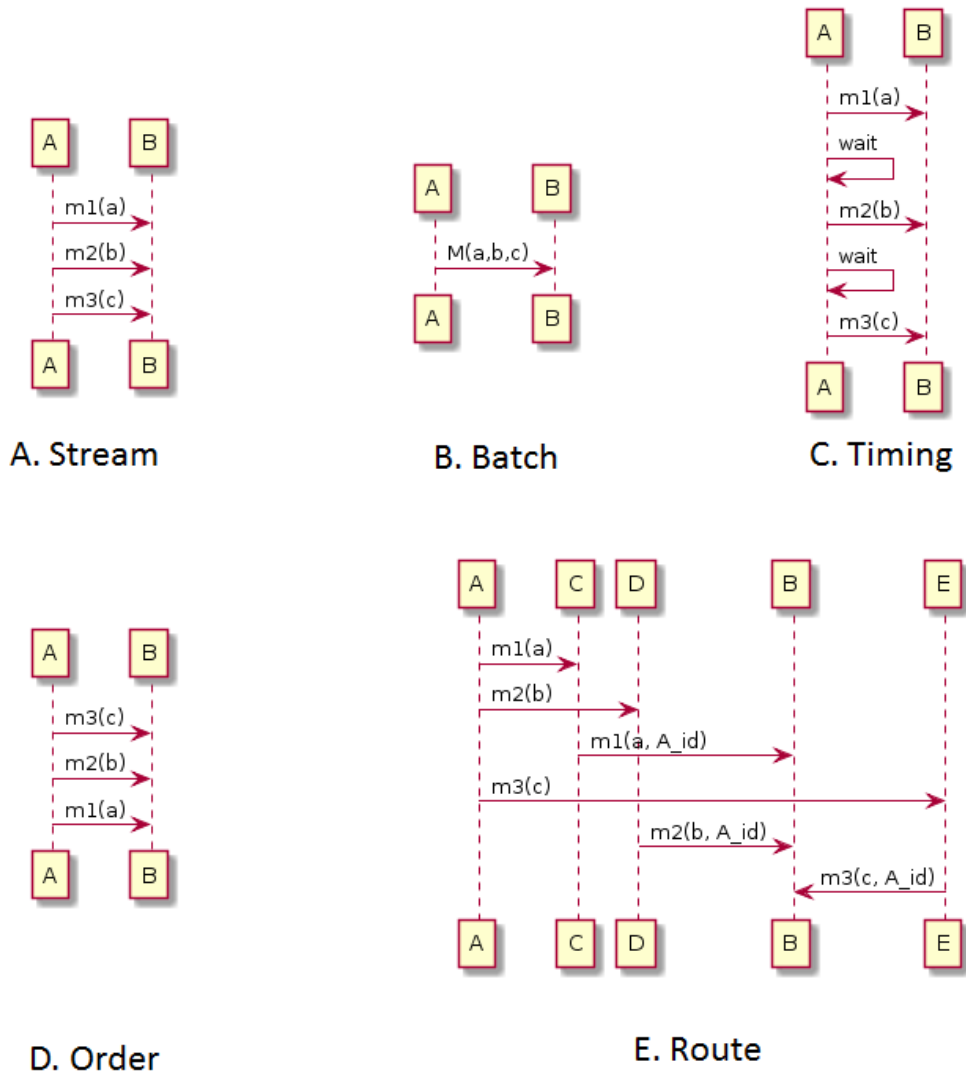 A B
m1(a)
m2(b)
m3(c)
A B
A. Stream
A B
M(a,b,c)
A B
B. Batch
A B
m1(a)
wait
m2(b)
wait
m3(c)
A B
C. Timing
A B
m3(c)
m2(b)
m1(a)
A B
D. Order
A C D B E
m1(a)
m2(b)
m1(a, A_id)
m3(c)
m2(b, A_id)
m3(c, A_id)
A C D B E
E. Route